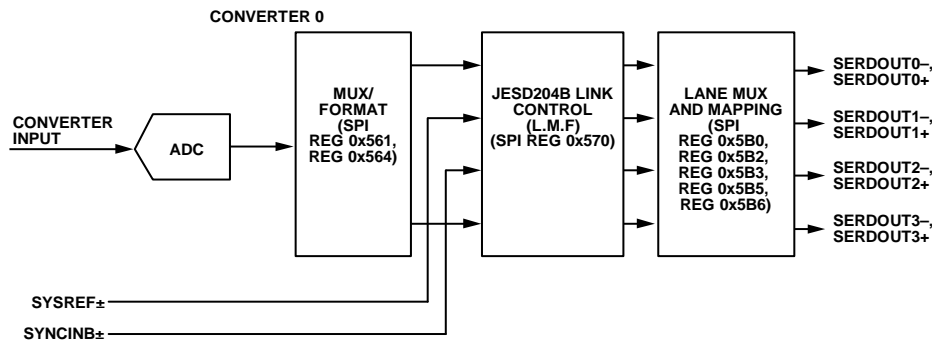 CONVERTER 0
CONVERTER
INPUT
ADC
MUX/
FORMAT
(SPI
REG 0x561,
REG 0x564)
JESD204B LINK
CONTROL
(L.M.F)
(SPI REG 0x570)
LANE MUX
AND MAPPING
(SPI
REG 0x5B0,
REG 0x5B2,
REG 0x5B3,
REG 0x5B5,
REG 0x5B6)
SERDOUT0–,
SERDOUT0+
SERDOUT1–,
SERDOUT1+
SERDOUT2–,
SERDOUT2+
SERDOUT3–,
SERDOUT3+
SYSREF±
SYNCINB±